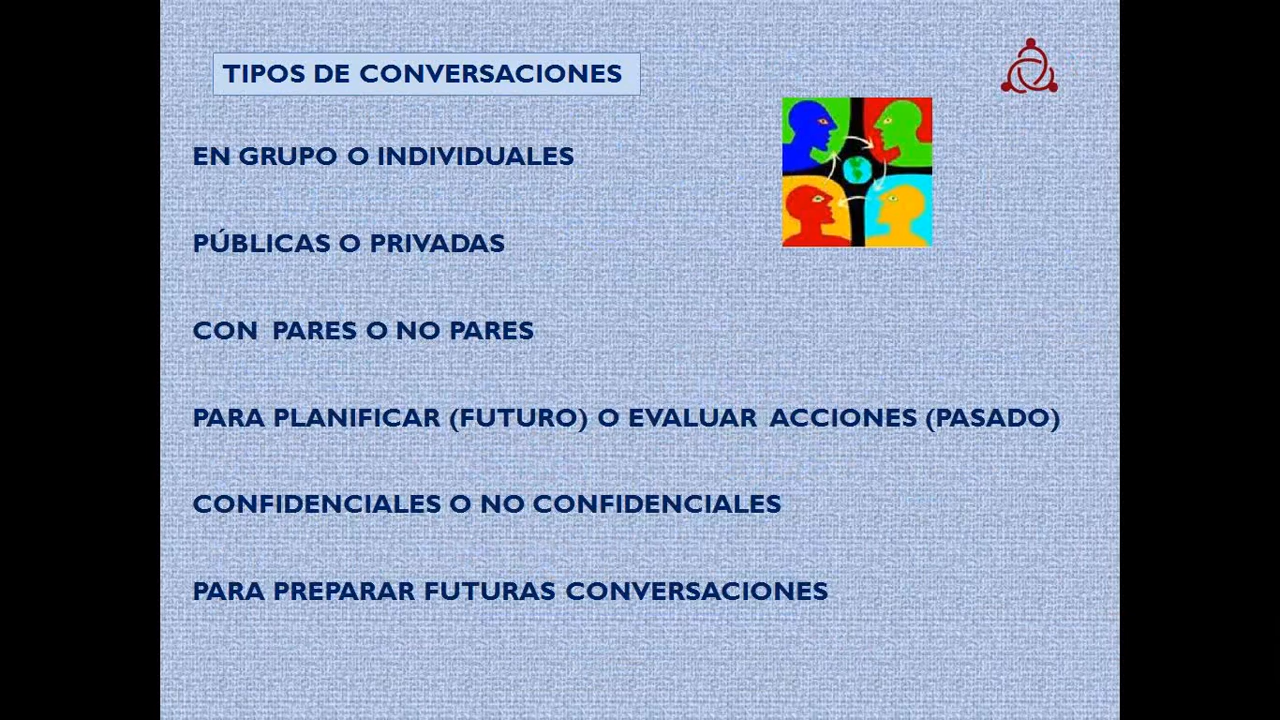 TIPOS DE CONVERSACIONES
EN GRUPO O INDIVIDUALES
PÚBLICAS O PRIVADAS
CON PARES O NO PARES
PARA PLANIFICAR (FUTURO) O EVALUAR ACCIONES (PASADO)
CONFIDENCIALES O NO CONFIDENCIALES
PARA PREPARAR FUTURAS CONVERSACIONES